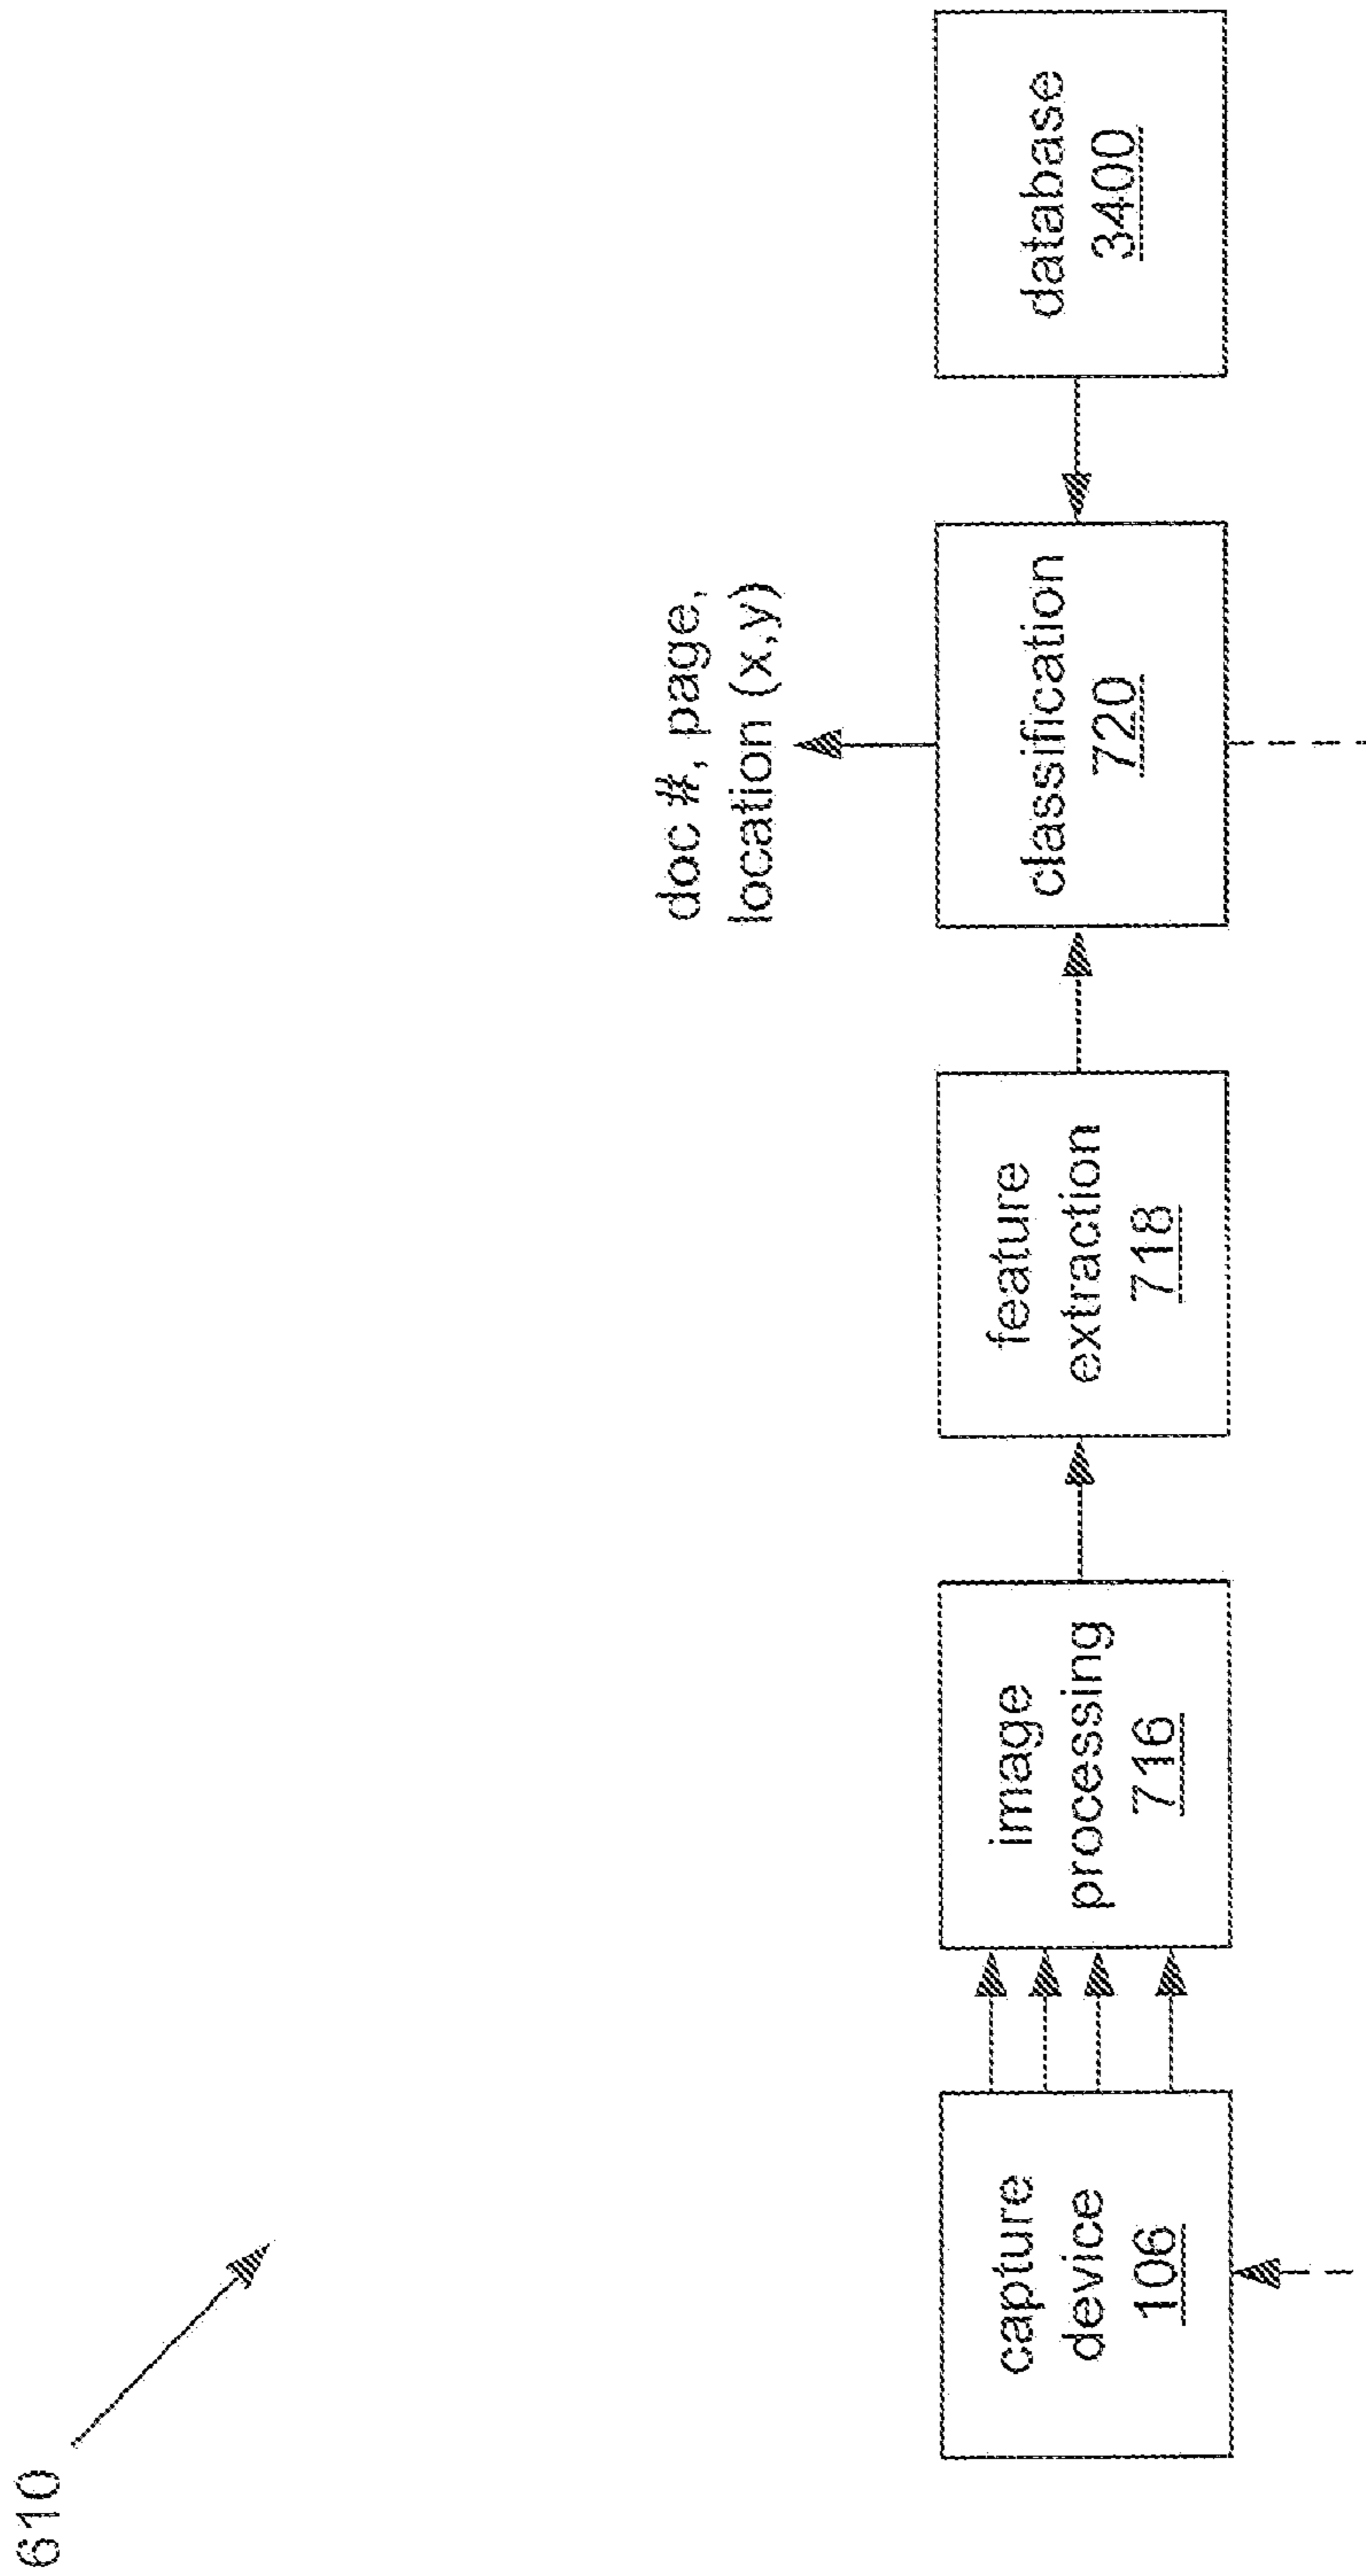 610
doc #, page,
location (x,y)
capture
device
106
image
processing
716
feature
extraction
718
classification
720
database
3400